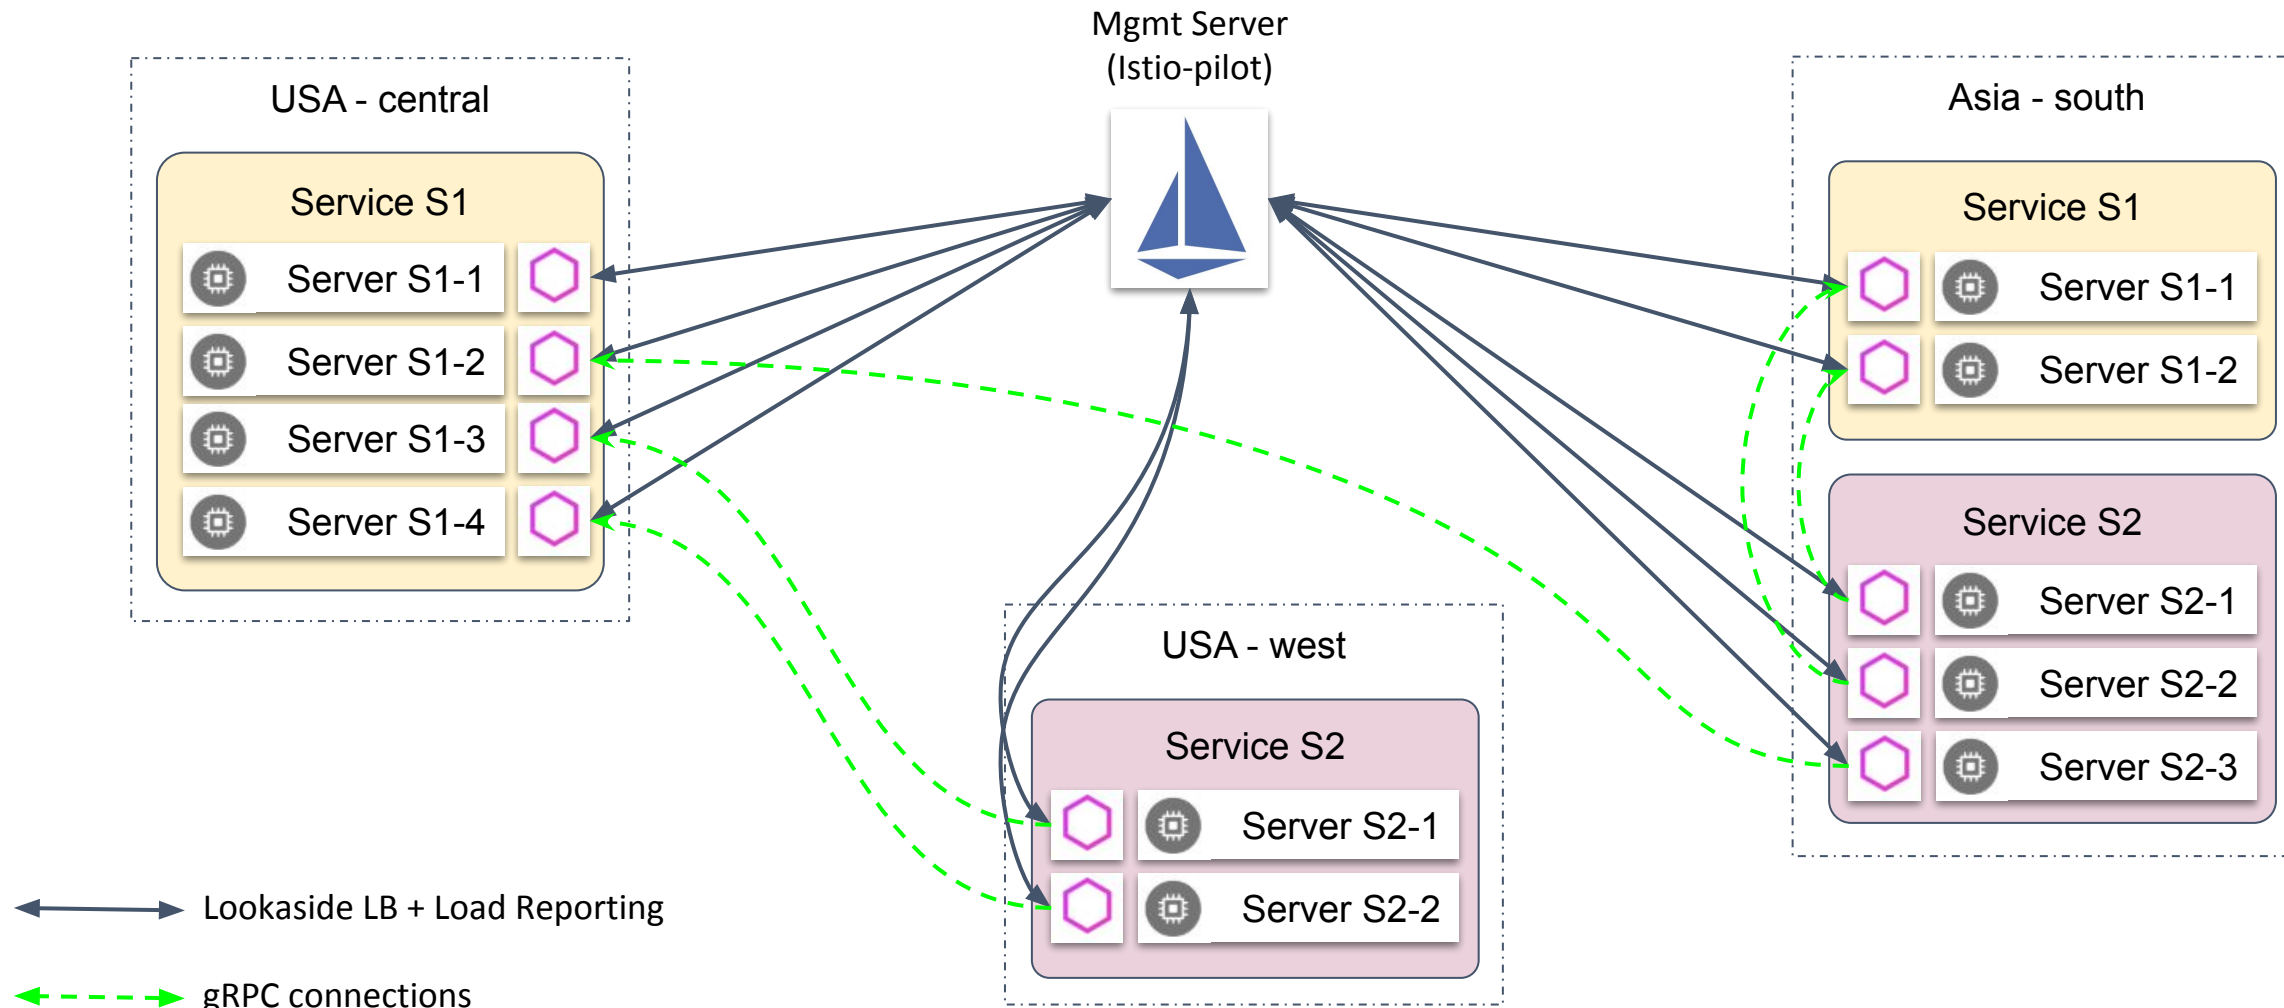 Mgmt Server
(Istio-pilot)
USA - central
Service S1
Server S1-1
Server S1-2
Server S1-3
Server S1-4
Asia - south
Service S1
Server S1-1
Server S1-2
Service S2
Server S2-1
Server S2-2
Server S2-3
USA - west
Service S2
Server S2-1
Server S2-2
Lookaside LB + Load Reporting
gRPC connections